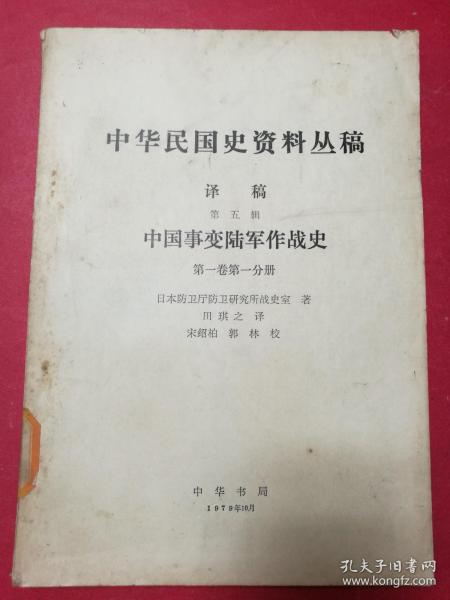 中华民国史资料丛稿
译 稿
第五辑
中国事变陆军作战史
第一卷第一分册
日本防卫厅防卫研究所战史室 著
田琪之 译
宋绍柏 郭林 校
中华书局
1979年10月
孔夫子旧书网
www.kongfz.com